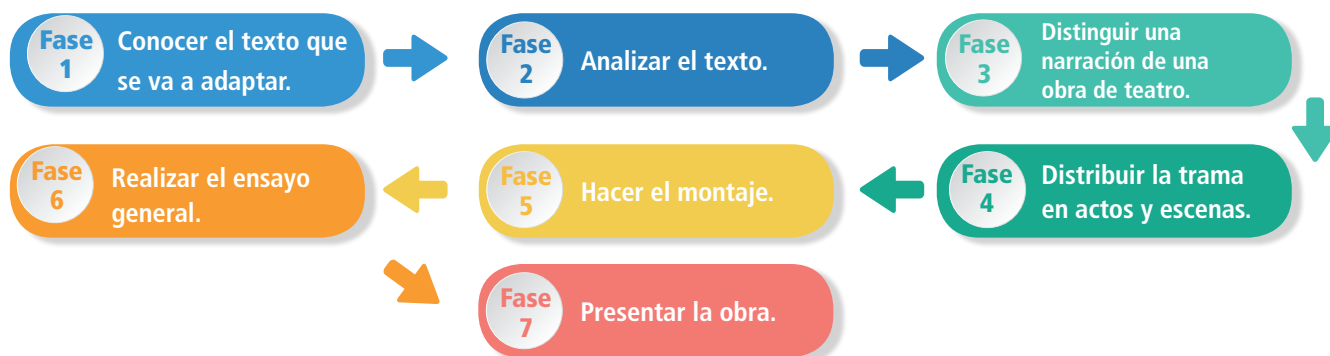 Fase
1
Conocer el texto que
se va a adaptar.
Fase
2
Analizar el texto.
Fase
3
Distinguir una
narración de una
obra de teatro.
Fase
4
Distribuir la trama
en actos y escenas.
Fase
5
Hacer el montaje.
Fase
6
Realizar el ensayo
general.
Fase
7
Presentar la obra.